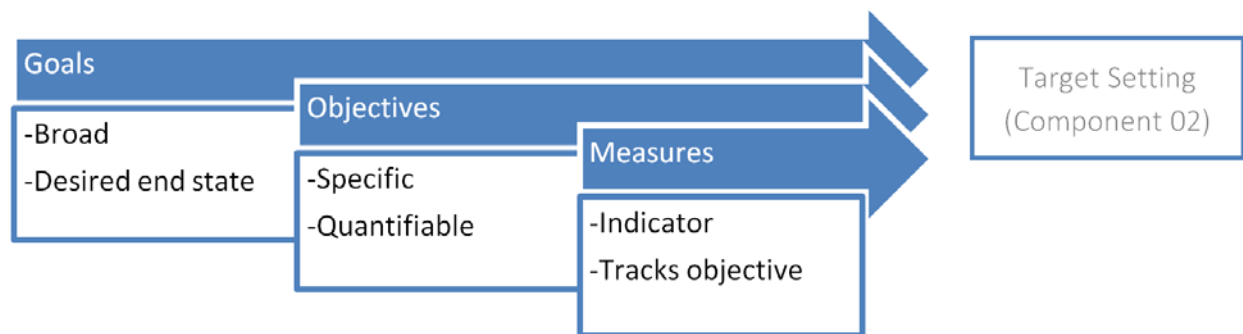 Goals
-Broad
-Desired end state
Objectives
-Specific
-Quantifiable
Measures
-Indicator
-Tracks objective
Target Setting
(Component 02)